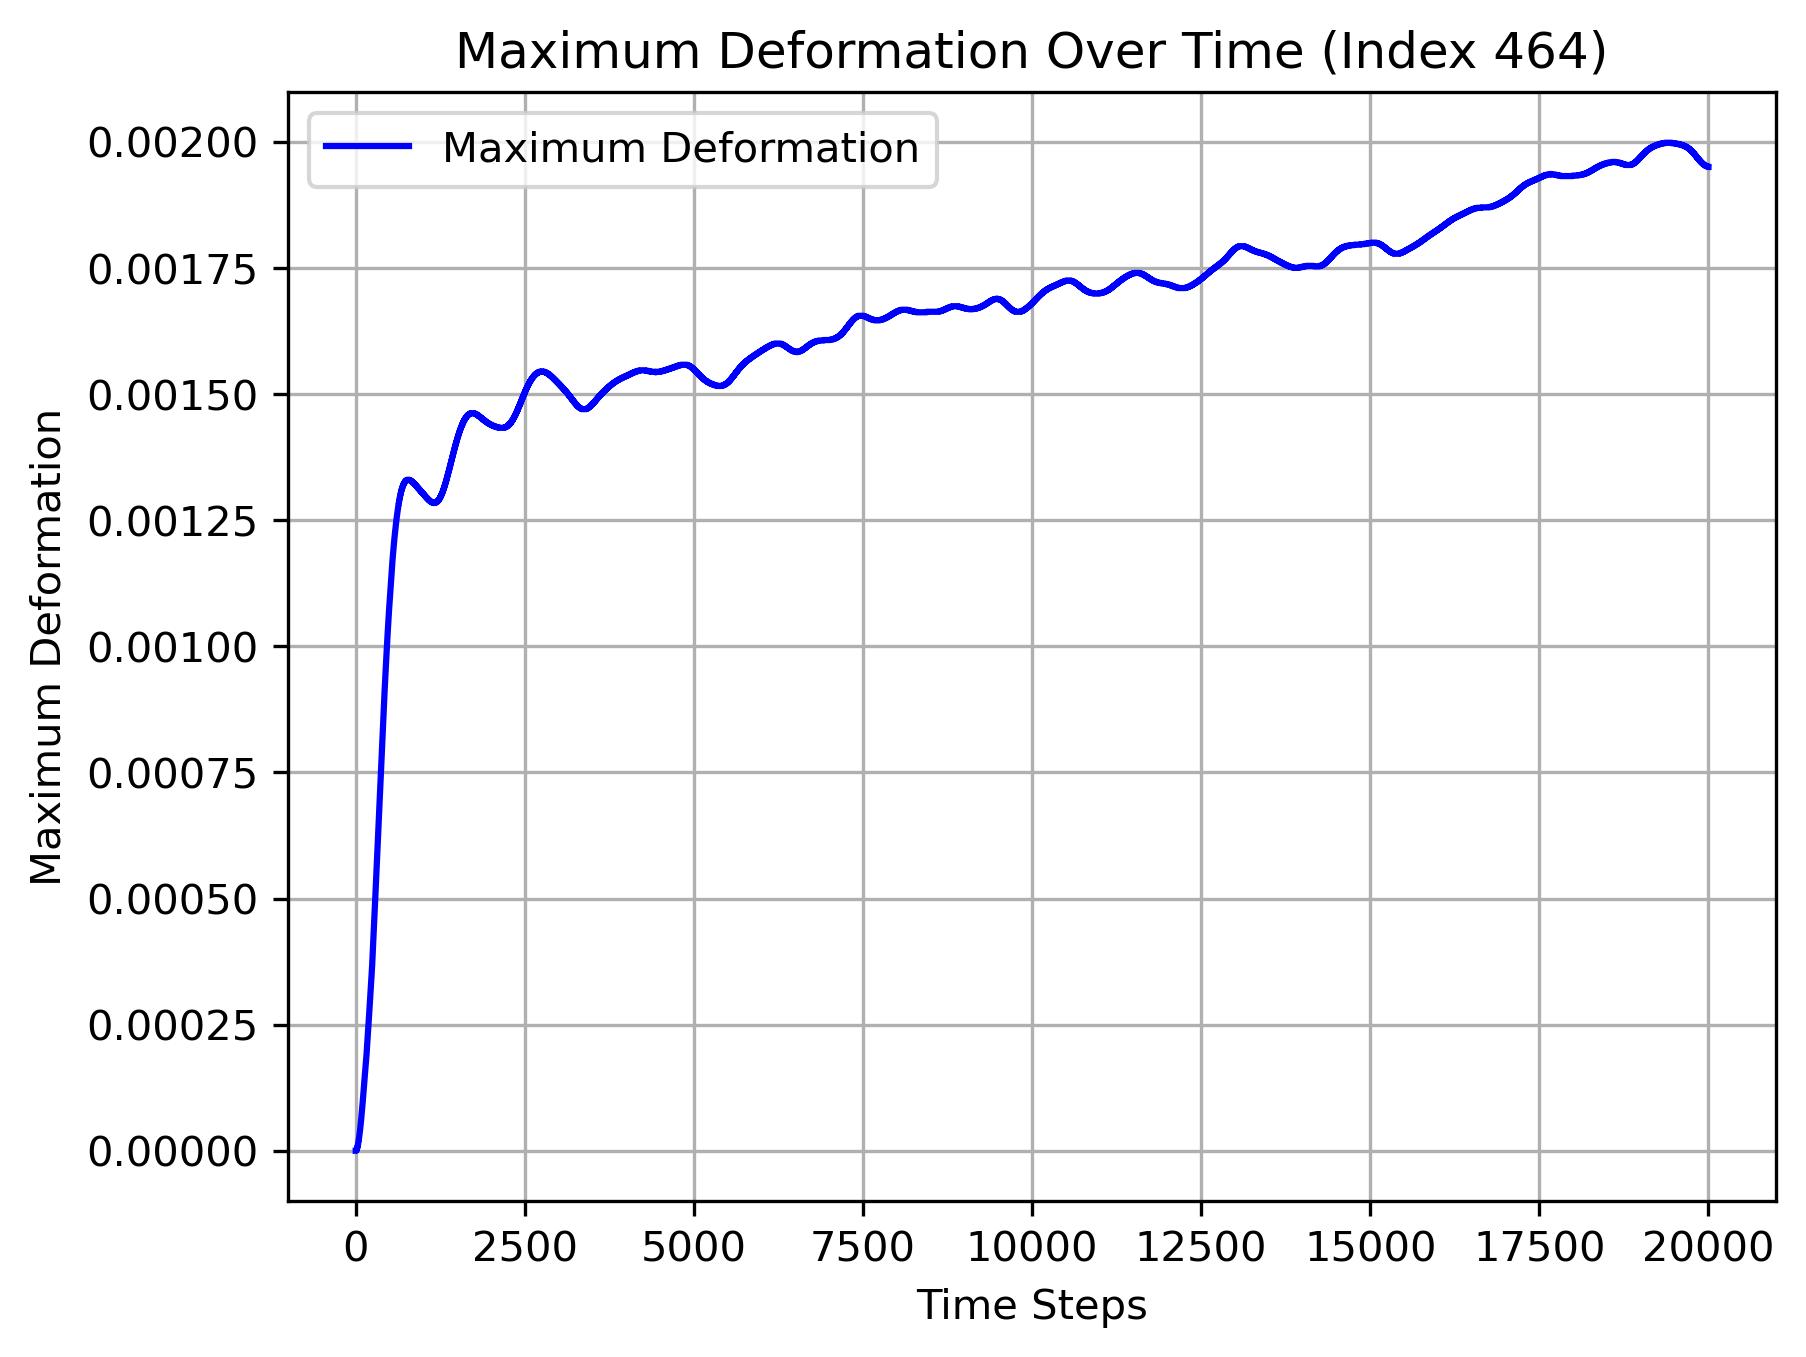 Maximum Deformation Over Time (Index 464)
Maximum Deformation
0.00200
0.00175
0.00150
0.00125
0.00100
0.00075
0.00050
0.00025
0.00000
Maximum Deformation
0 2500 5000 7500 10000 12500 15000 17500 20000
Time Steps